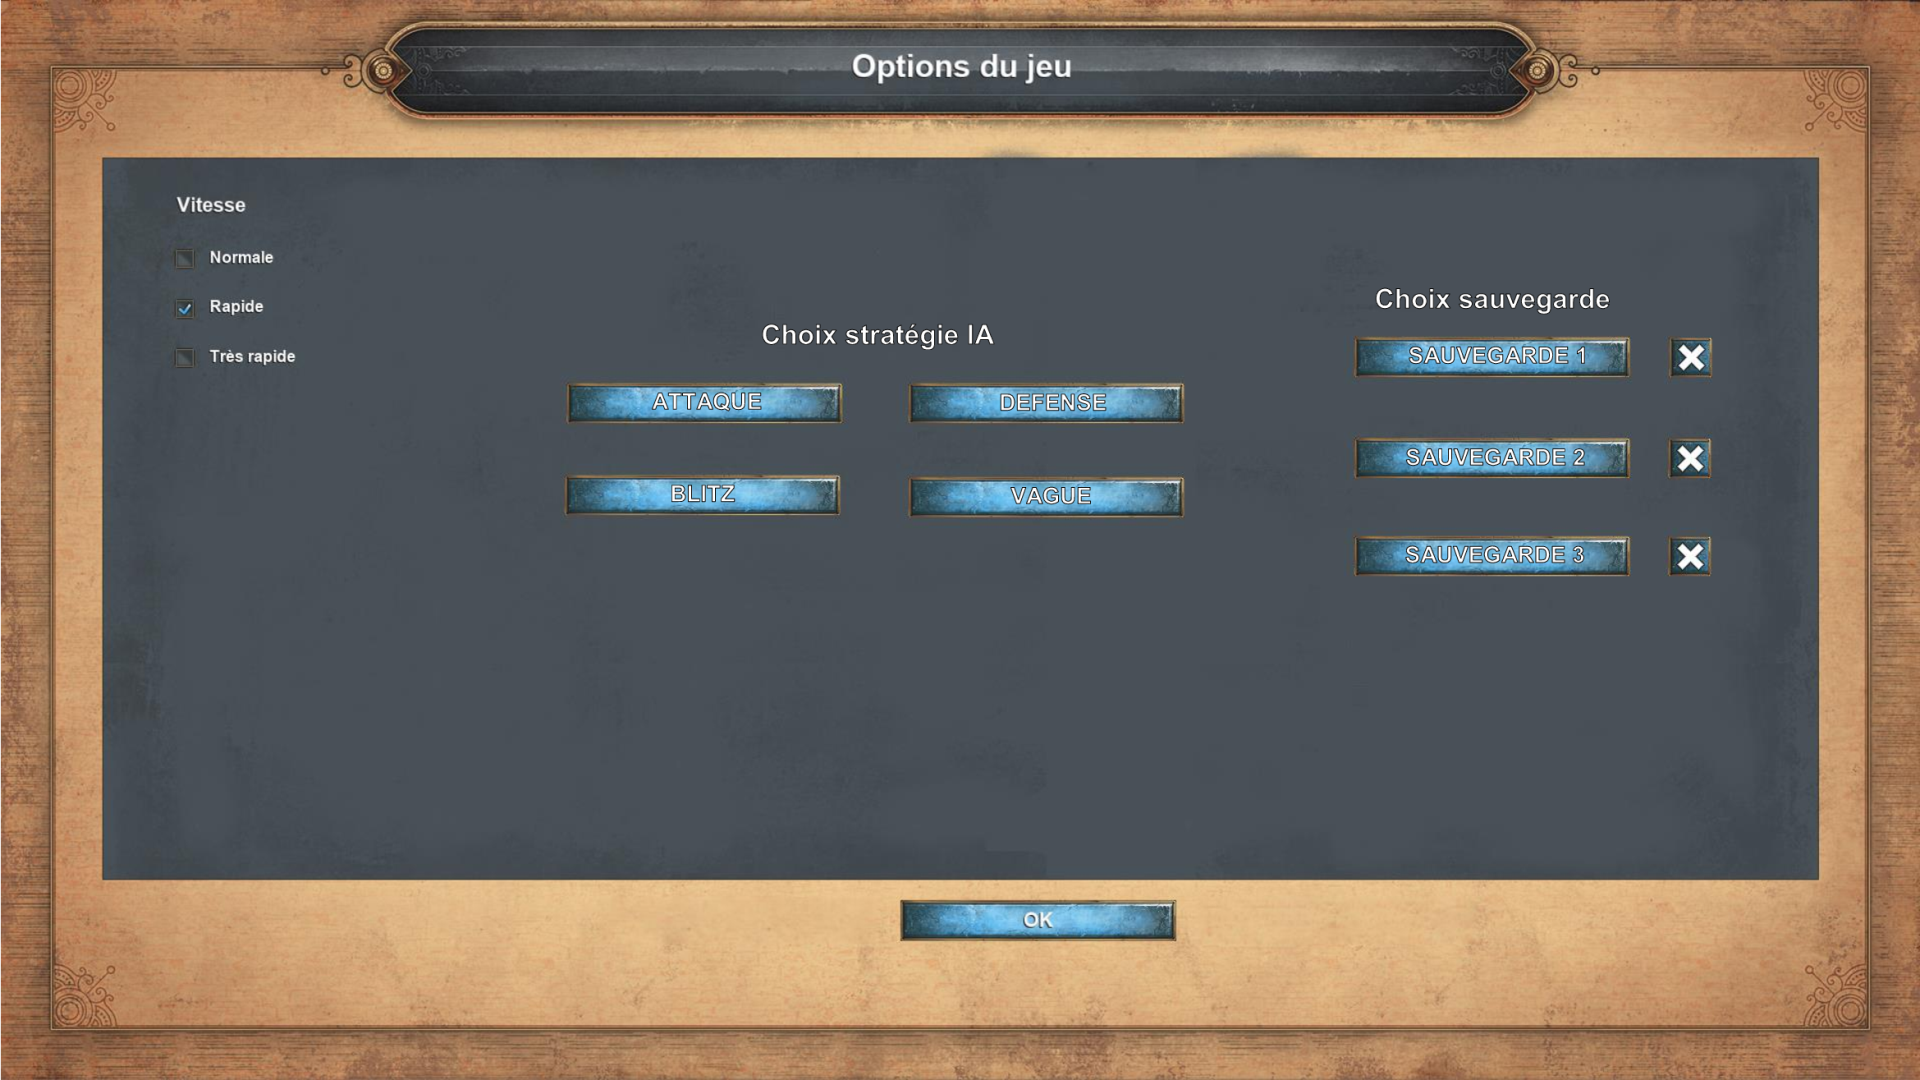 Options du jeu
Vitesse
Normale
Rapide
Très rapide
Choix stratégie IA
ATTAQUE
DEFENSE
BLITZ
VAGUE
Choix sauvegarde
SAUVEGARDE 1
SAUVEGARDE 2
SAUVEGARDE 3
OK